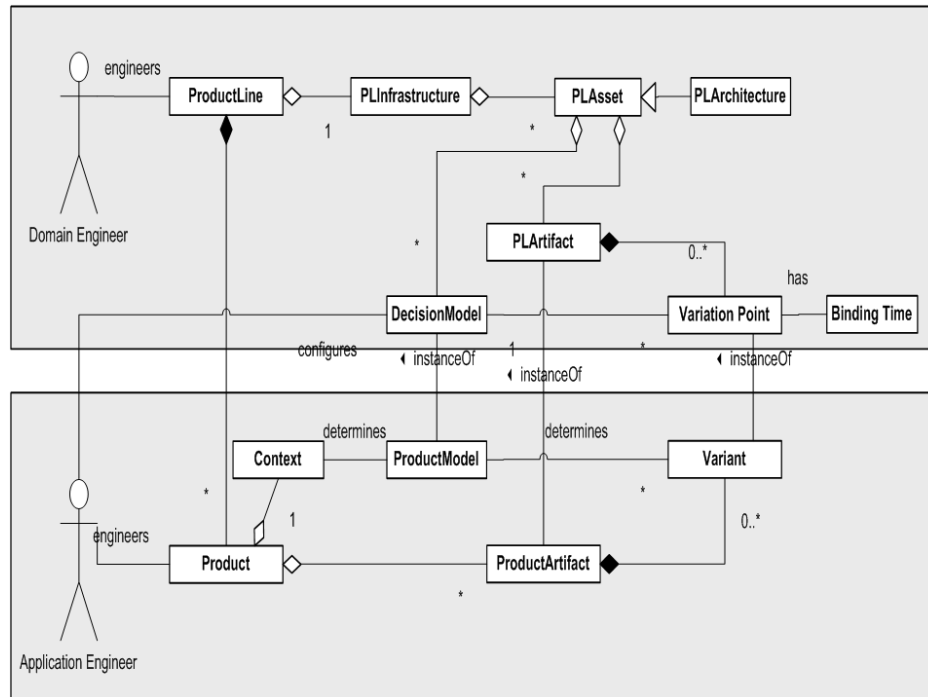 engineers
ProductLine
PLInfrastructure
PLAsset
PLArchitecture
1
*
*
Domain Engineer
PLArtifact
*
0..*
has
DecisionModel
Variation Point
Binding Time
configures
1
*
instanceOf
instanceOf
instanceOf
determines
determines
Context
ProductModel
Variant
*
*
1
0..*
engineers
Product
ProductArtifact
*
Application Engineer